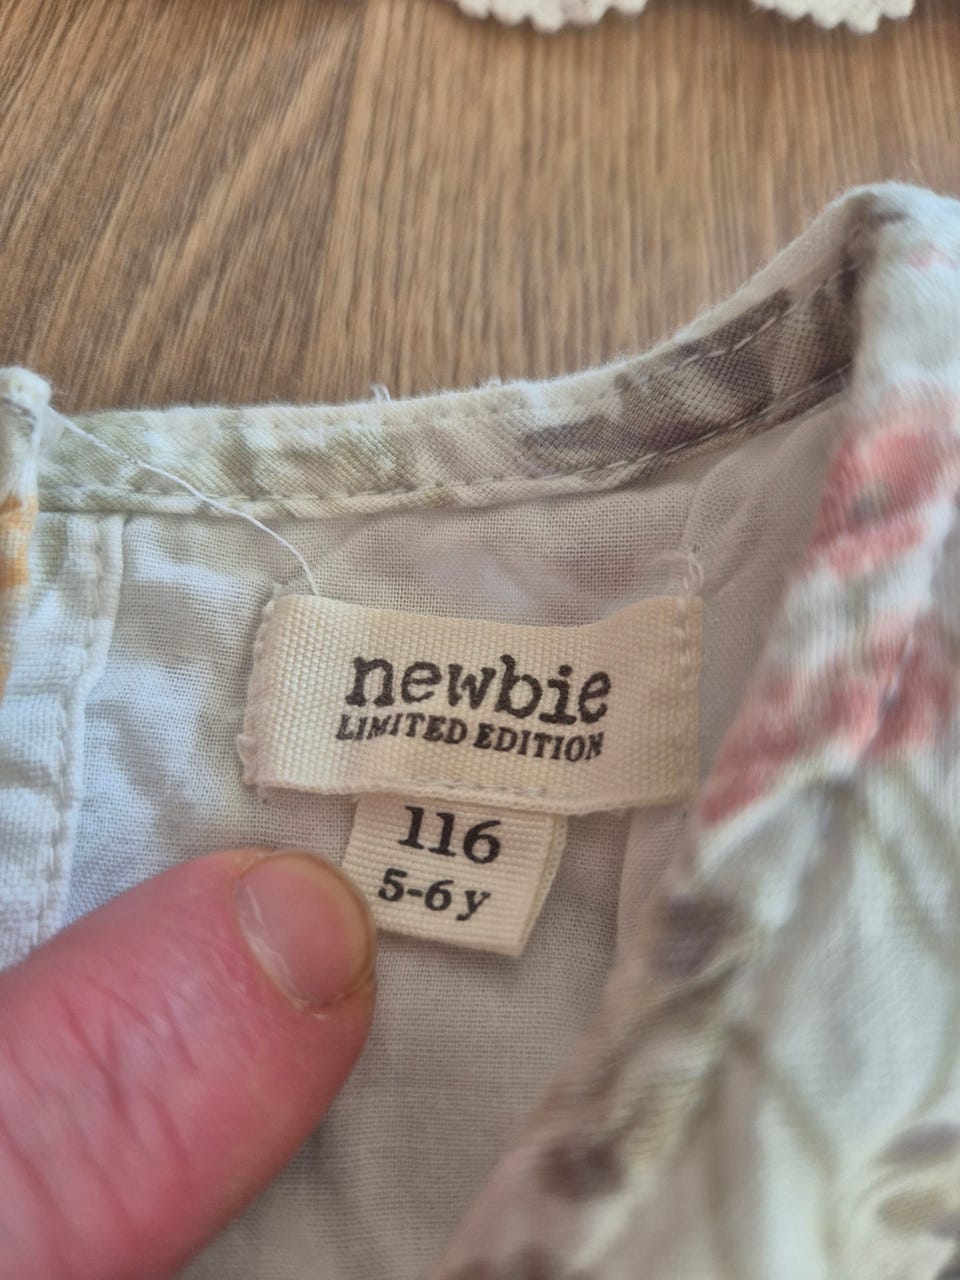 newbie
LIMITED EDITION
116
5-6 y